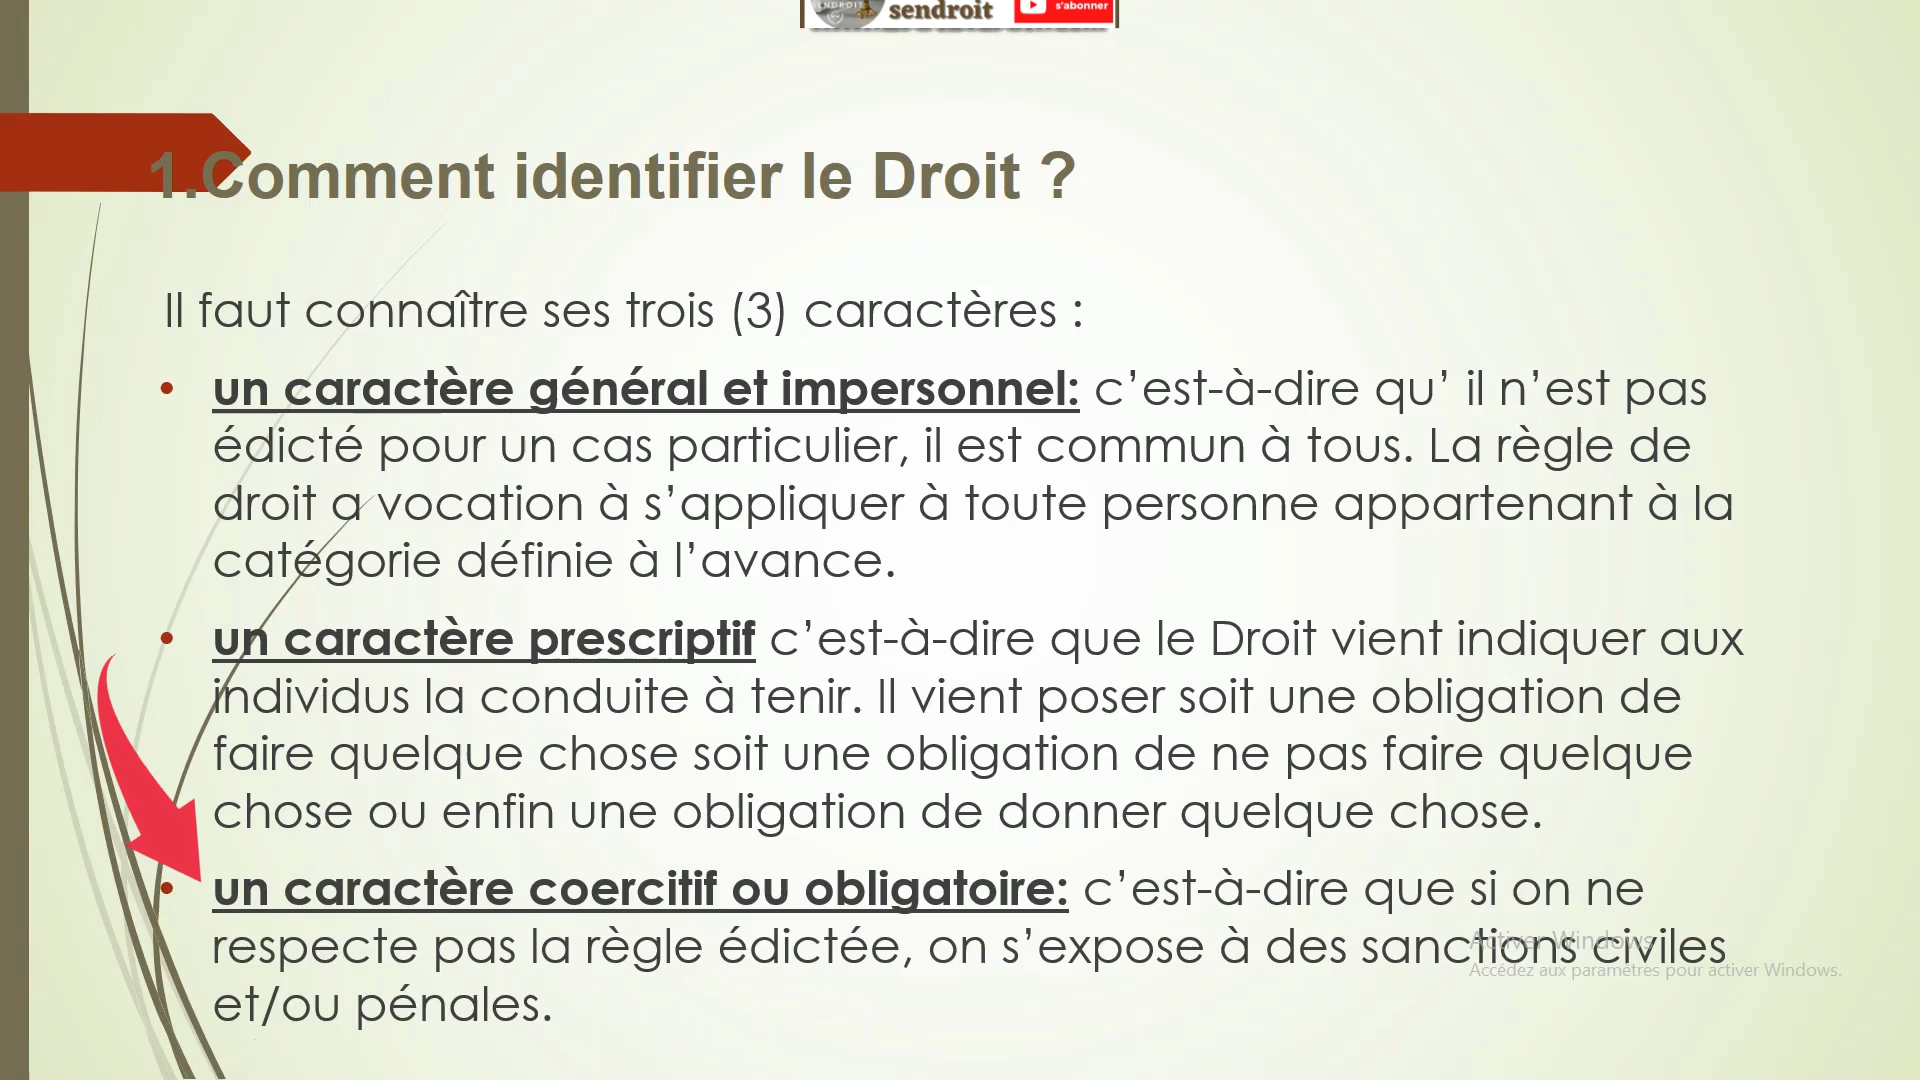 SENDROIT
sendroit
s'abonner
1.Comment identifier le Droit ?
Il faut connaître ses trois (3) caractères :
• un caractère général et impersonnel: c’est-à-dire qu’ il n’est pas
édicté pour un cas particulier, il est commun à tous. La règle de
droit a vocation à s’appliquer à toute personne appartenant à la
catégorie définie à l’avance.
• un caractère prescriptif c’est-à-dire que le Droit vient indiquer aux
individus la conduite à tenir. Il vient poser soit une obligation de
faire quelque chose soit une obligation de ne pas faire quelque
chose ou enfin une obligation de donner quelque chose.
• un caractère coercitif ou obligatoire: c’est-à-dire que si on ne
respecte pas la règle édictée, on s’expose à des sanctions civiles
et/ou pénales.
Activer Windows
Accédez aux paramètres pour activer Windows.